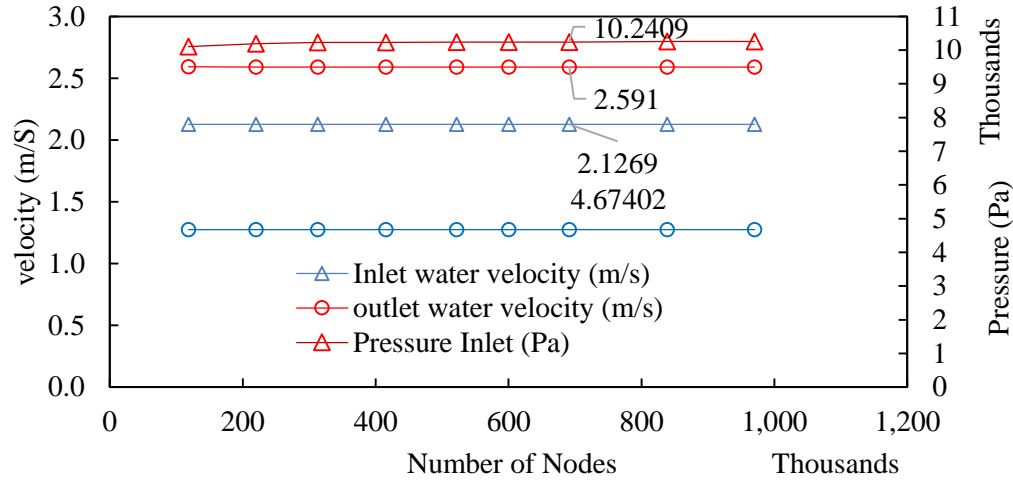 3.0
2.5
2.0
1.5
1.0
0.5
0.0
velocity (m/S)
10.2409
2.591
2.1269
4.67402
Inlet water velocity (m/s)
outlet water velocity (m/s)
Pressure Inlet (Pa)
11
10
9
8
7
6
5
4
3
2
1
0
Thousands
Pressure (Pa)
0 200 400 600 800 1,000 1,200
Number of Nodes Thousands